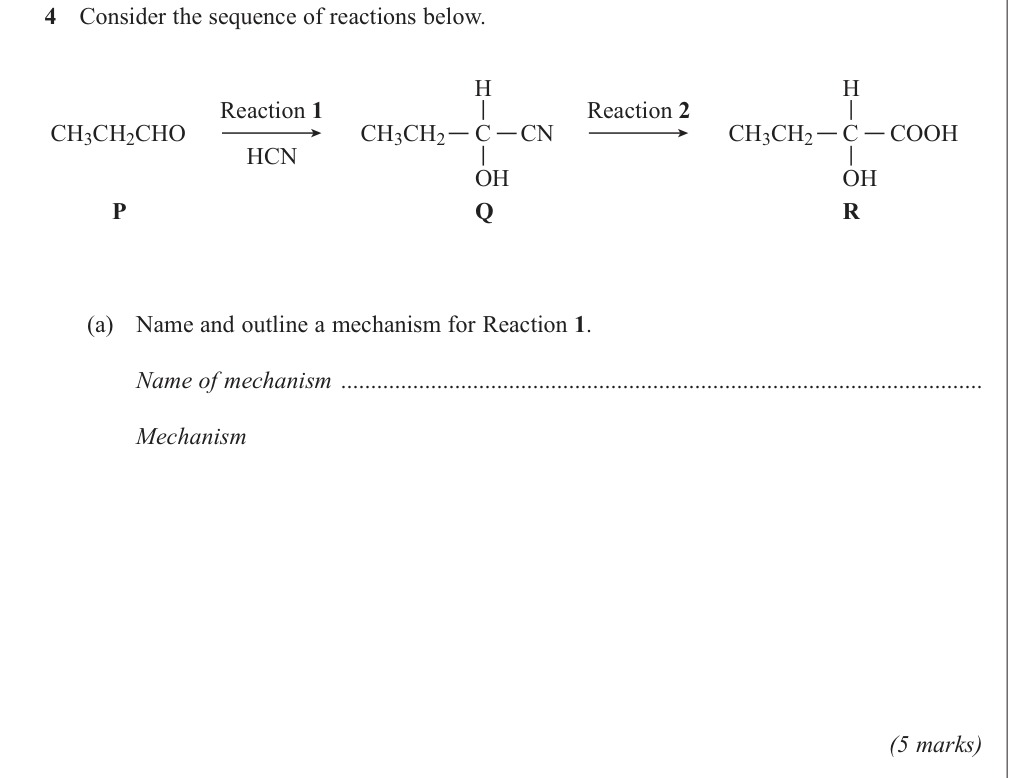 4 Consider the sequence of reactions below.
H H
Reaction 1 Reaction 2
CH₃CH₂CHO CH₃CH₂—C—CN CH₃CH₂—C—COOH
HCN
OH OH
P Q R
(a) Name and outline a mechanism for Reaction 1.
Name of mechanism ............................................................................................................
Mechanism
(5 marks)